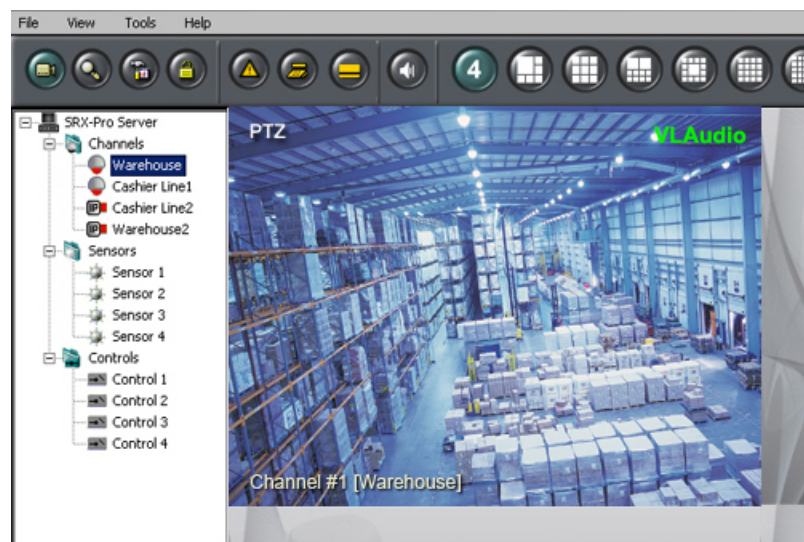 File View Tools Help
4
SRX-Pro Server
Channels
Warehouse
Cashier Line1
IP Cashier Line2
IP Warehouse2
Sensors
Sensor 1
Sensor 2
Sensor 3
Sensor 4
Controls
Control 1
Control 2
Control 3
Control 4
PTZ VLAudio
Channel #1 [Warehouse]